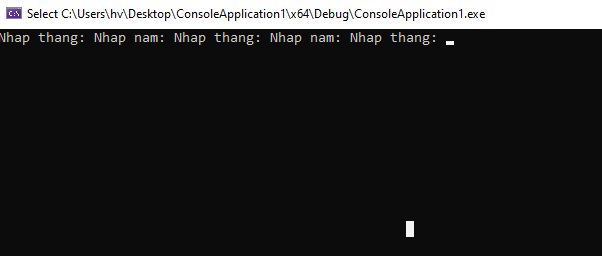 Select C:\Users\hv\Desktop\ConsoleApplication1\x64\Debug\ConsoleApplication1.exe
Nhap thang: Nhap nam: Nhap thang: Nhap nam: Nhap thang: